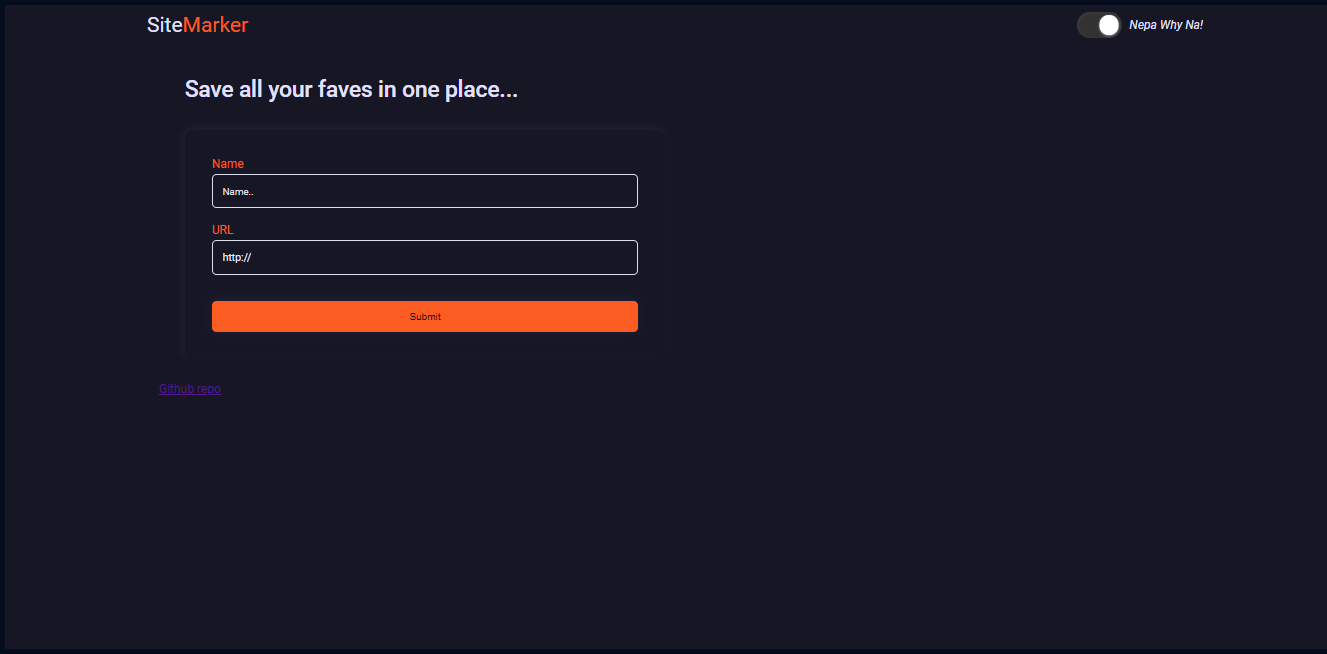 SiteMarker
Nepa Why Na!
Save all your faves in one place...
Name
Name..
URL
http://
Submit
Github repo